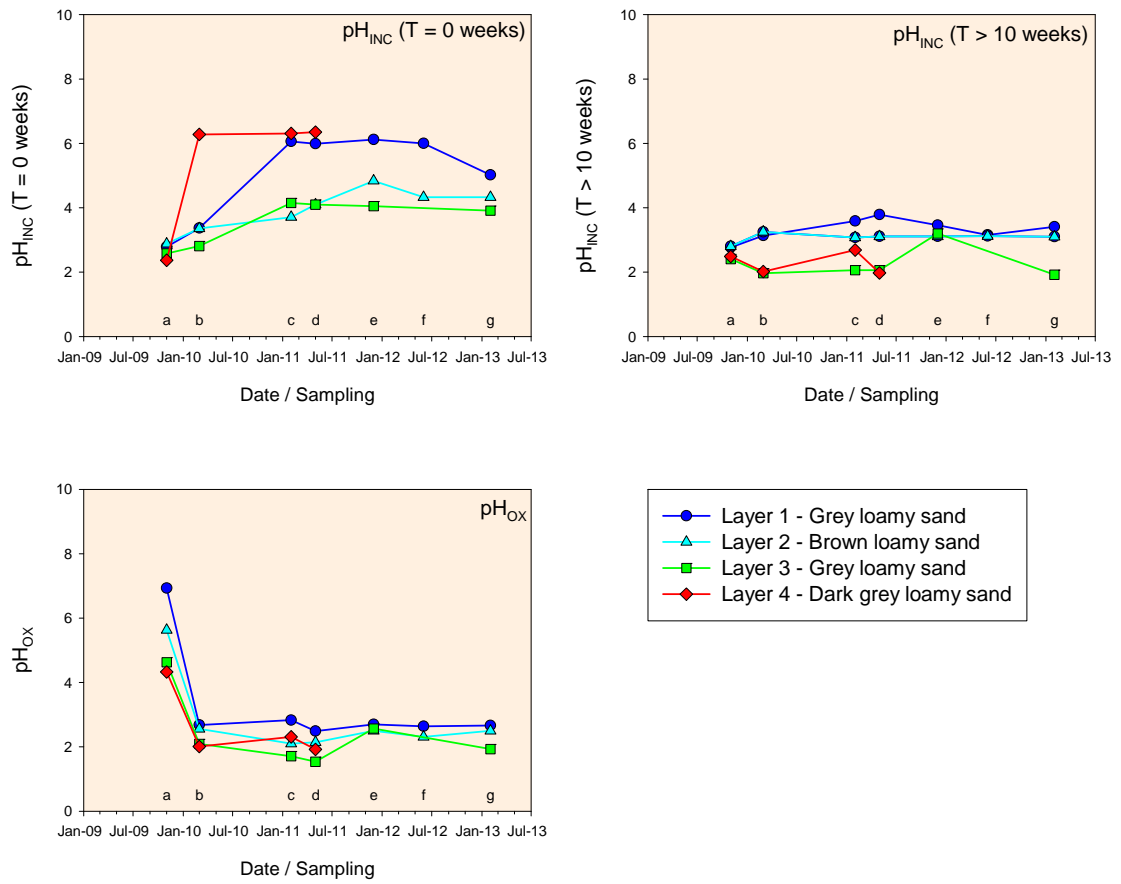 pH_INC (T = 0 weeks)
pH_INC (T = 0 weeks)
10
8
6
4
2
0
a b c d e f g
Jan-09 Jul-09 Jan-10 Jul-10 Jan-11 Jul-11 Jan-12 Jul-12 Jan-13 Jul-13
Date / Sampling
pH_INC (T > 10 weeks)
pH_INC (T > 10 weeks)
10
8
6
4
2
0
a b c d e f g
Jan-09 Jul-09 Jan-10 Jul-10 Jan-11 Jul-11 Jan-12 Jul-12 Jan-13 Jul-13
Date / Sampling
pH_OX
pH_OX
10
8
6
4
2
0
a b c d e f g
Jan-09 Jul-09 Jan-10 Jul-10 Jan-11 Jul-11 Jan-12 Jul-12 Jan-13 Jul-13
Date / Sampling
Layer 1 - Grey loamy sand
Layer 2 - Brown loamy sand
Layer 3 - Grey loamy sand
Layer 4 - Dark grey loamy sand